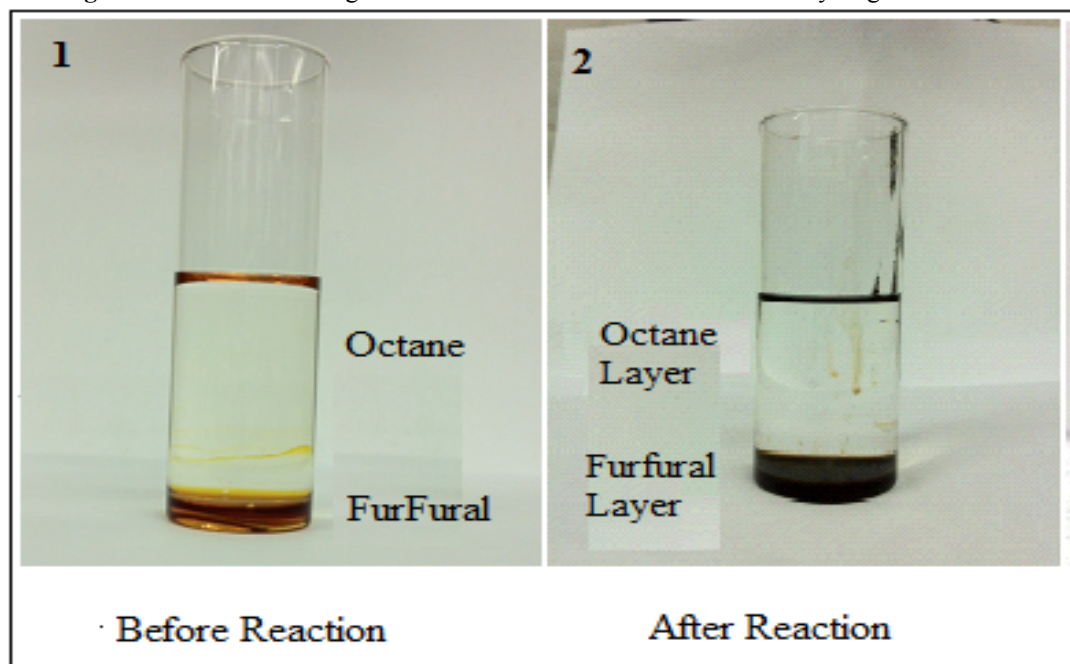 1
2
Octane
FurFural
Octane
Layer
Furfural
Layer
Before Reaction
After Reaction